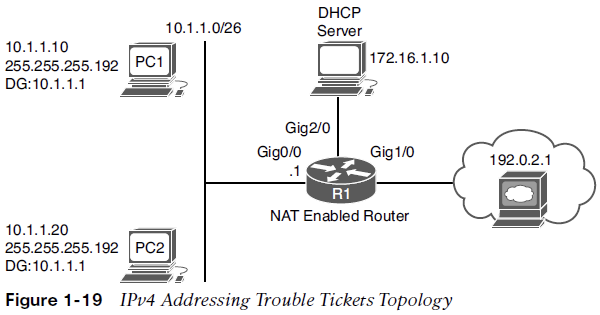 DHCP
Server
10.1.1.0/26
10.1.1.10
255.255.255.192
DG:10.1.1.1
PC1
172.16.1.10
Gig2/0
Gig0/0
Gig1/0
.1
R1
192.0.2.1
NAT Enabled Router
10.1.1.20
255.255.255.192
DG:10.1.1.1
PC2
Figure 1-19 IPv4 Addressing Trouble Tickets Topology